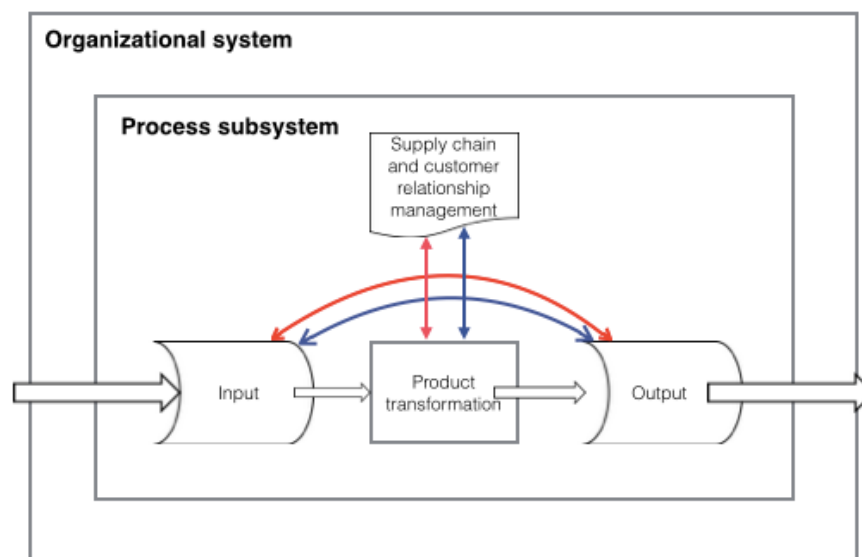 Organizational system
Process subsystem
Supply chain
and customer
relationship
management
Input
Product
transformation
Output